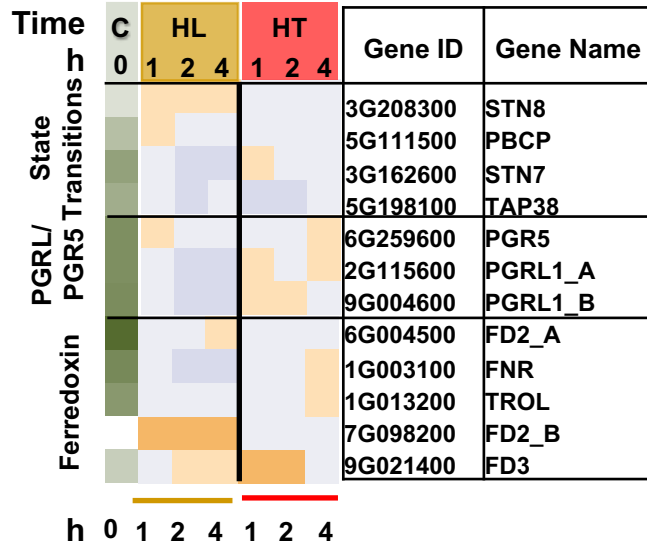 Time C HL HT Gene ID Gene Name
h 0 1 2 4 1 2 4
State Transitions
3G208300 STN8
5G111500 PBCP
3G162600 STN7
5G198100 TAP38
PGRL/ PGR5
6G259600 PGR5
2G115600 PGRL1_A
9G004600 PGRL1_B
Ferredoxin
6G004500 FD2_A
1G003100 FNR
1G013200 TROL
7G098200 FD2_B
9G021400 FD3
h 0 1 2 4 1 2 4